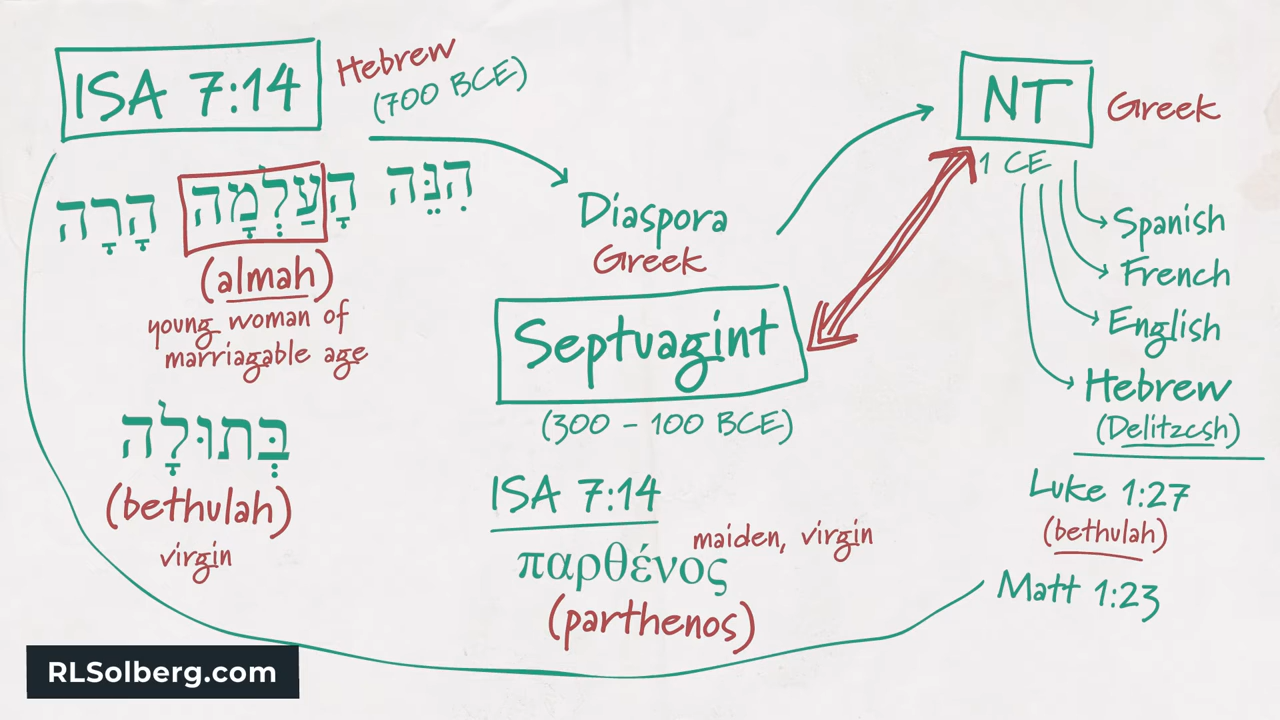 ISA 7:14
Hebrew
(700 BCE)
הִנֵּה הָעַלְמָה הָרָה
(almah)
young woman of
marriagable age
בְּתוּלָה
(bethulah)
virgin
Diaspora
Greek
Septuagint
(300 – 100 BCE)
ISA 7:14
maiden, virgin
παρθένος
(parthenos)
NT
Greek
1 CE
Spanish
French
English
Hebrew
(Delitzcsh)
Luke 1:27
(bethulah)
Matt 1:23
RLSolberg.com